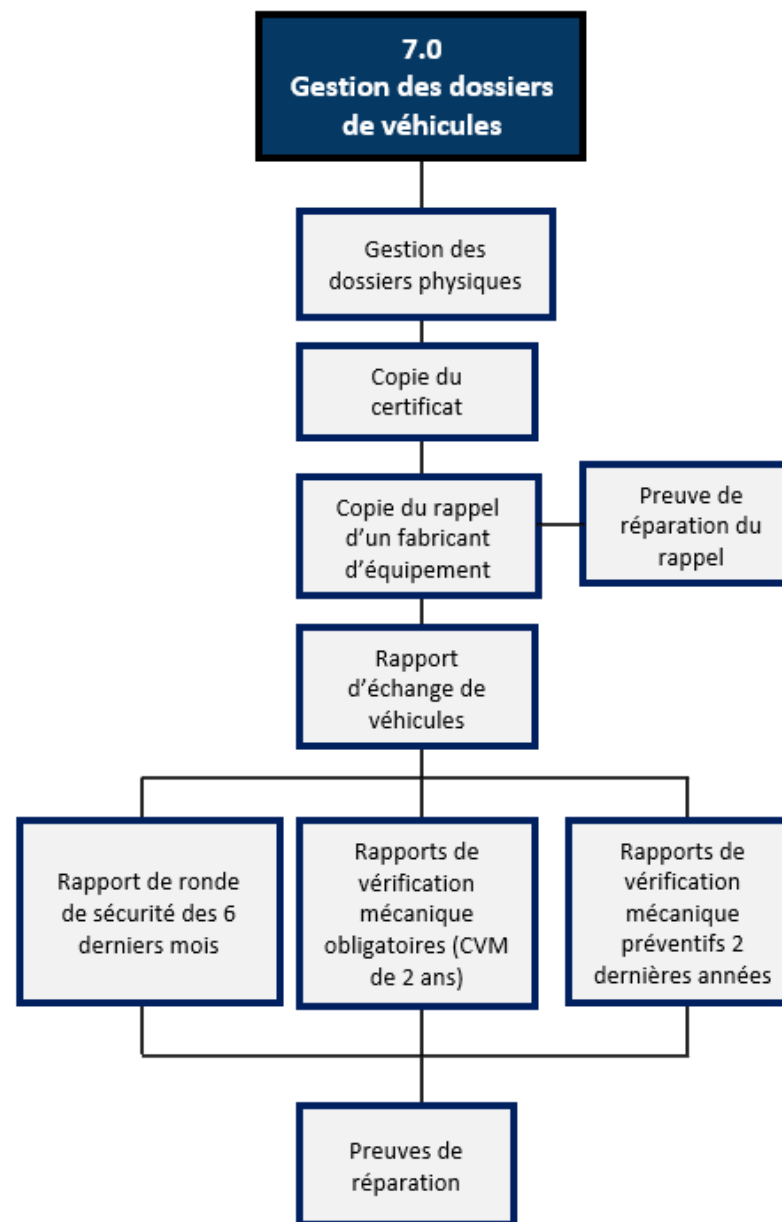 7.0
Gestion des dossiers
de véhicules
Gestion des
dossiers physiques
Copie du
certificat
Copie du rappel
d’un fabricant
d’équipement
Preuve de
réparation du
rappel
Rapport
d’échange de
véhicules
Rapport de ronde
de sécurité des 6
derniers mois
Rapports de
vérification
mécanique
obligatoires (CVM
de 2 ans)
Rapports de
vérification
mécanique
préventifs 2
dernières années
Preuves de
réparation